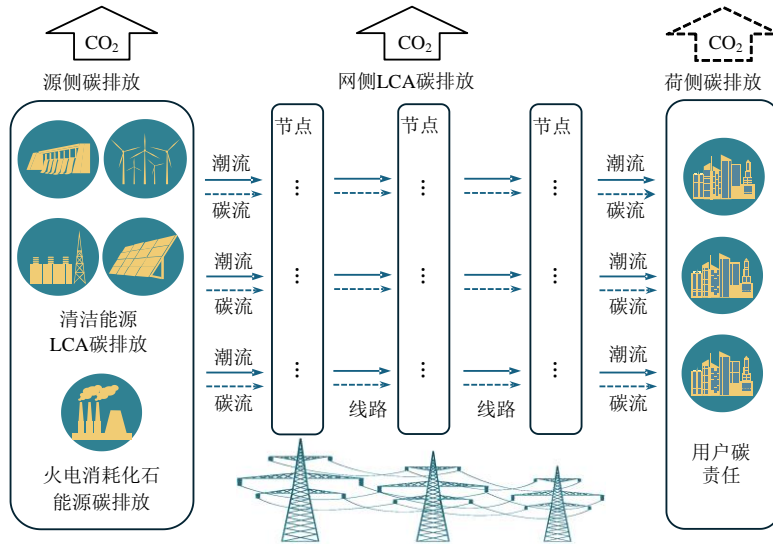 CO₂
CO₂
CO₂
源侧碳排放
网侧LCA碳排放
荷侧碳排放
节点
节点
节点
潮流
碳流
潮流
碳流
潮流
碳流
潮流
碳流
潮流
碳流
潮流
碳流
⋮
⋮
⋮
⋮
⋮
⋮
⋮
⋮
⋮
线路
线路
清洁能源
LCA碳排放
火电消耗化石
能源碳排放
用户碳
责任